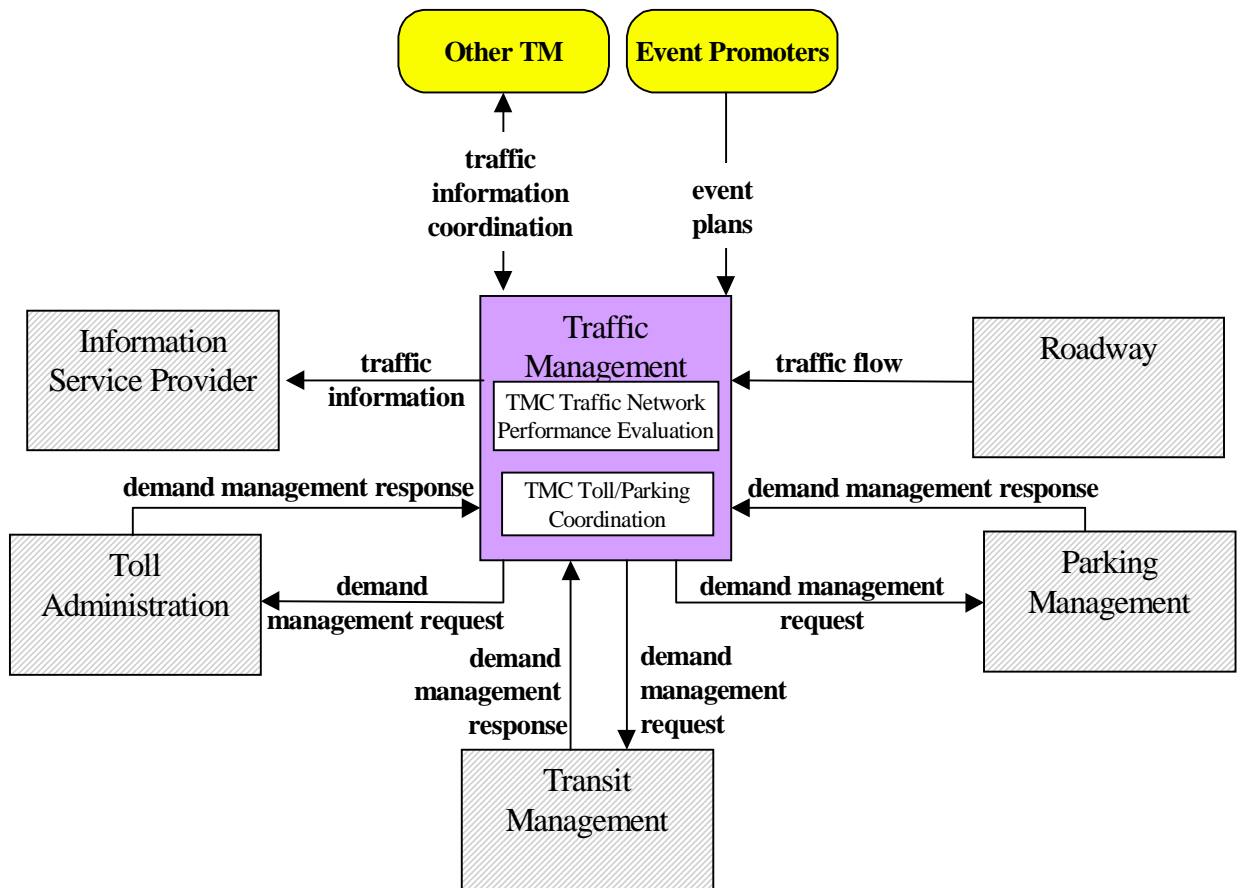 Other TM
Event Promoters
traffic
information
coordination
event
plans
Information
Service Provider
traffic
information
Traffic
Management
TMC Traffic Network
Performance Evaluation
TMC Toll/Parking
Coordination
traffic flow
Roadway
demand management response
demand management response
Toll
Administration
demand
management request
demand management
request
Parking
Management
demand
management
response
demand
management
request
Transit
Management